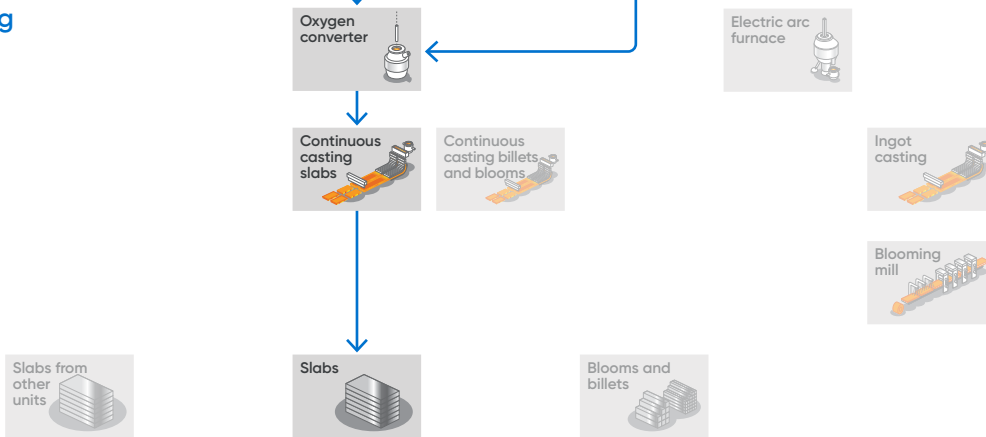 g
Oxygen
converter
Electric arc
furnace
Continuous
casting
slabs
Continuous
casting billets
and blooms
Ingot
casting
Blooming
mill
Slabs from
other
units
Slabs
Blooms and
billets